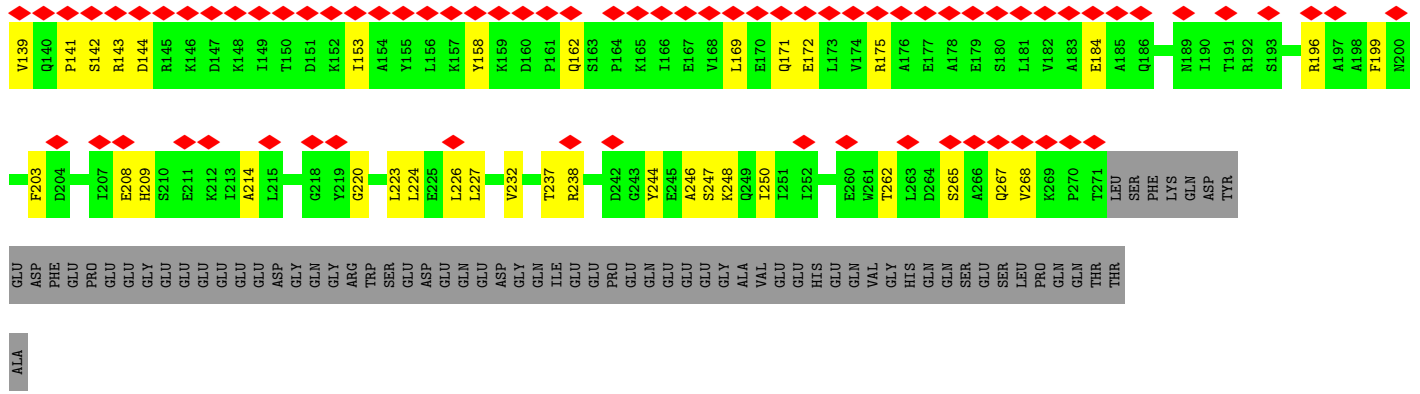 V139 Q140 P141 S142 R143 D144 R145 K146 D147 K148 I149 T150 D151 K152 I153 A154 Y155 L156 K157 Y158 K159 D160 P161 Q162 S163 P164 K165 I166 E167 V168 L169 E170 Q171 E172 L173 V174 R175 A176 E177 A178 E179 S180 L181 V182 A183 E184 A185 Q186 N189 I190 T191 R192 S193 R196 A197 A198 F199 N200
F203 D204 I207 E208 H209 S210 E211 K212 I213 A214 L215 G218 Y219 G220 L223 L224 E225 L226 L227 V232 T237 R238 D242 G243 Y244 E245 A246 S247 K248 Q249 I250 I251 I252 E260 W261 T262 L263 D264 S265 A266 Q267 V268 K269 P270 T271 LEU SER PHE LYS GLN ASP TYR
GLU ASP PHE GLU PRO GLU GLU GLY GLU GLU GLU GLU GLU ASP GLY GLN GLY ARG TRP SER GLU ASP GLU GLN GLU ASP GLY GLN ILE GLU GLU PRO GLU GLN GLU GLU GLU GLY ALA VAL GLU GLU HIS GLU GLN VAL GLY HIS GLN GLN SER GLU SER LEU PRO GLN GLN THR THR
ALA